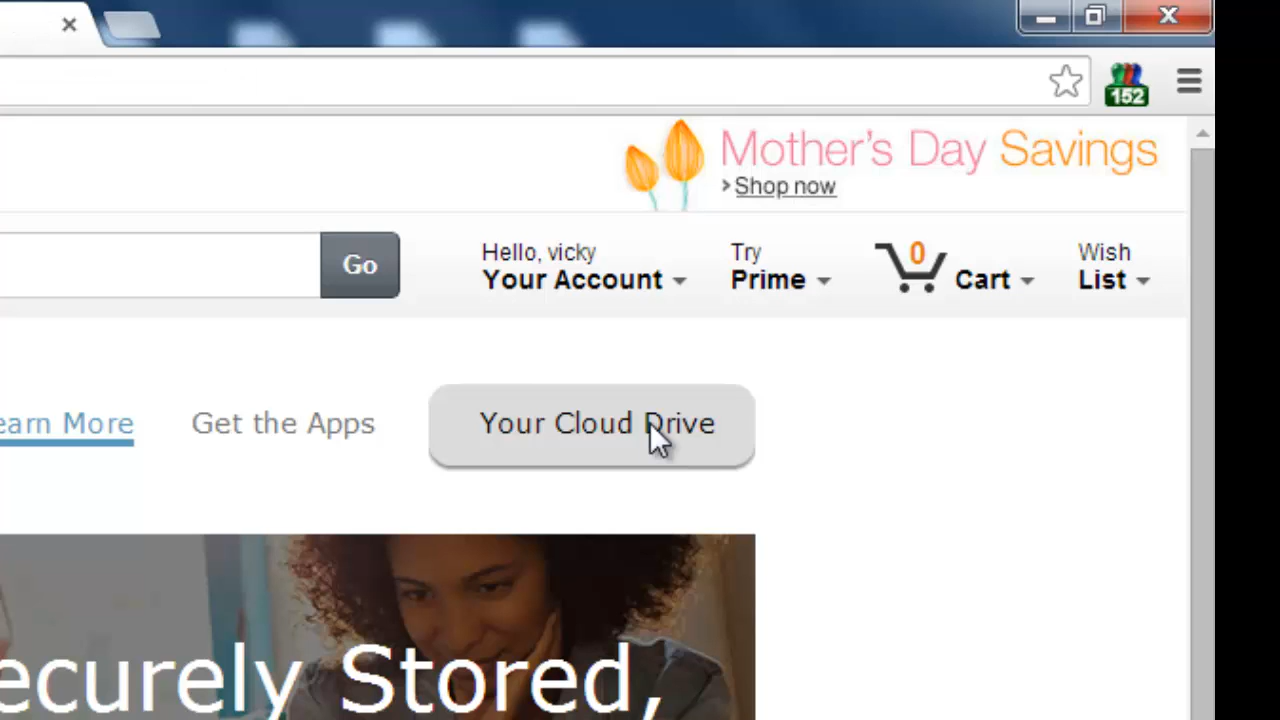 152
Mother's Day Savings
Shop now
Go
Hello, vicky
Your Account
Try
Prime
0
Cart
Wish
List
earn More
Get the Apps
Your Cloud Drive
ecurely Stored,